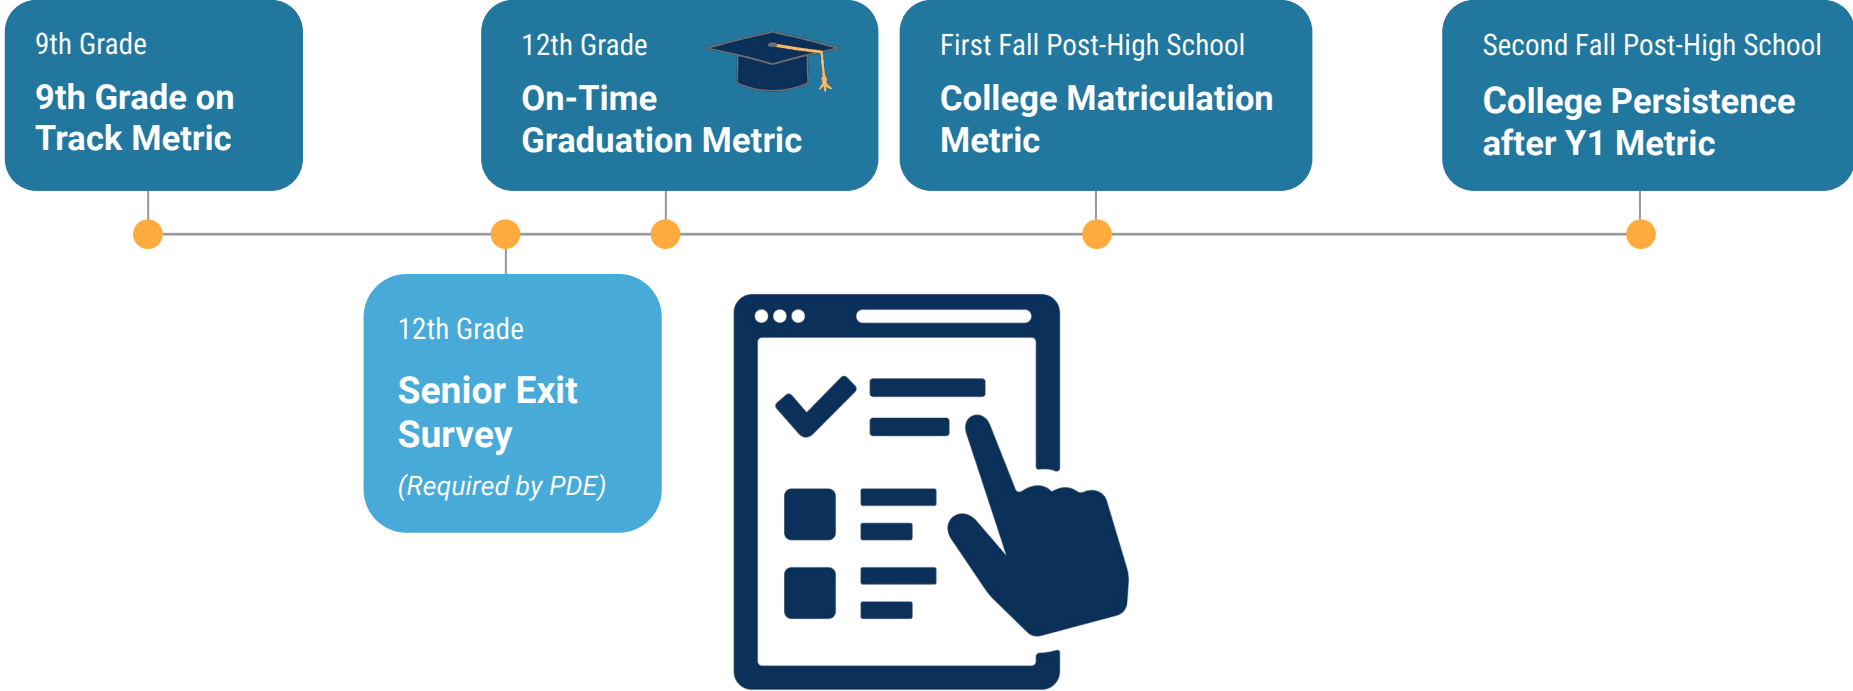 9th Grade
9th Grade on
Track Metric
12th Grade
On-Time
Graduation Metric
First Fall Post-High School
College Matriculation
Metric
Second Fall Post-High School
College Persistence
after Y1 Metric
12th Grade
Senior Exit
Survey
(Required by PDE)